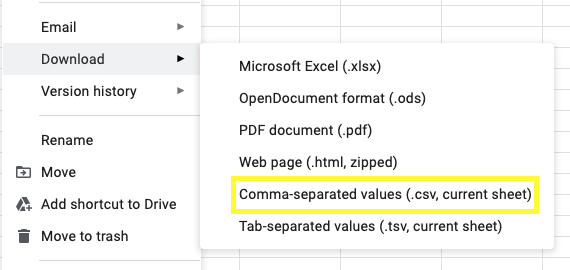 Email
Download
Version history
Rename
Move
Add shortcut to Drive
Move to trash
Microsoft Excel (.xlsx)
OpenDocument format (.ods)
PDF document (.pdf)
Web page (.html, zipped)
Comma-separated values (.csv, current sheet)
Tab-separated values (.tsv, current sheet)